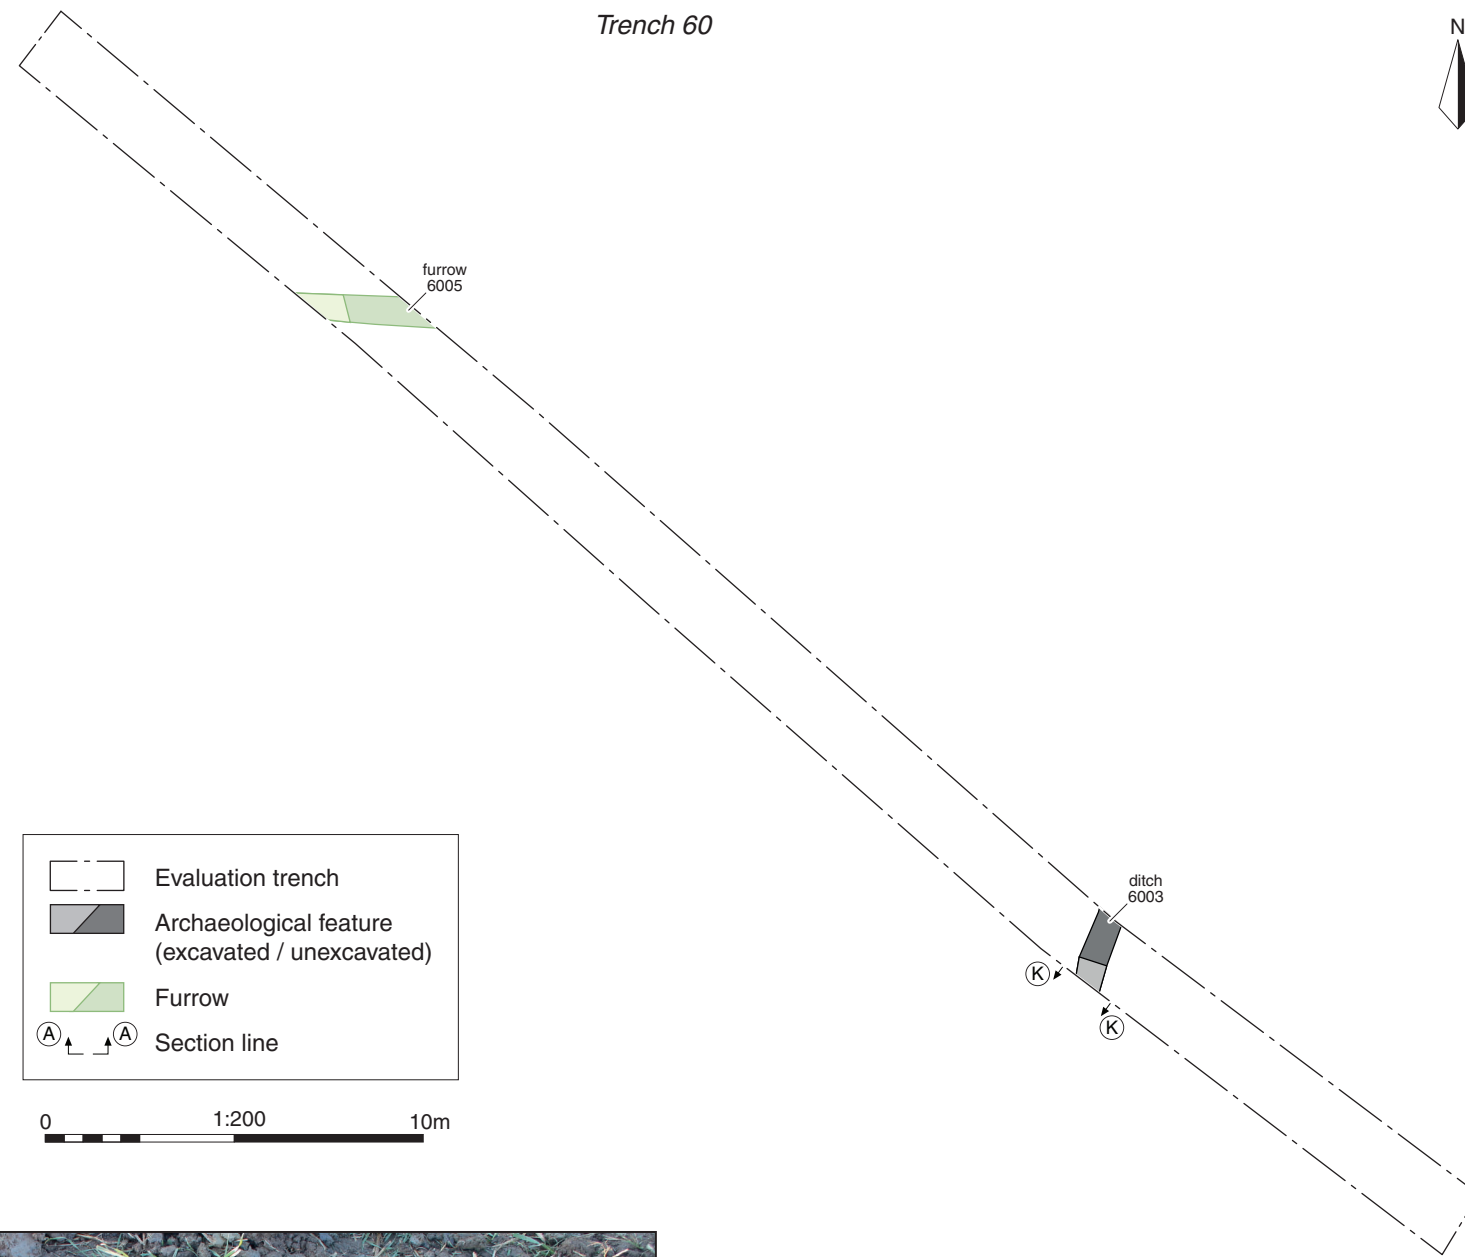 Trench 60
N
furrow
6005
ditch
6003
K
K
Evaluation trench
Archaeological feature
(excavated / unexcavated)
Furrow
A A
Section line
0 1:200 10m